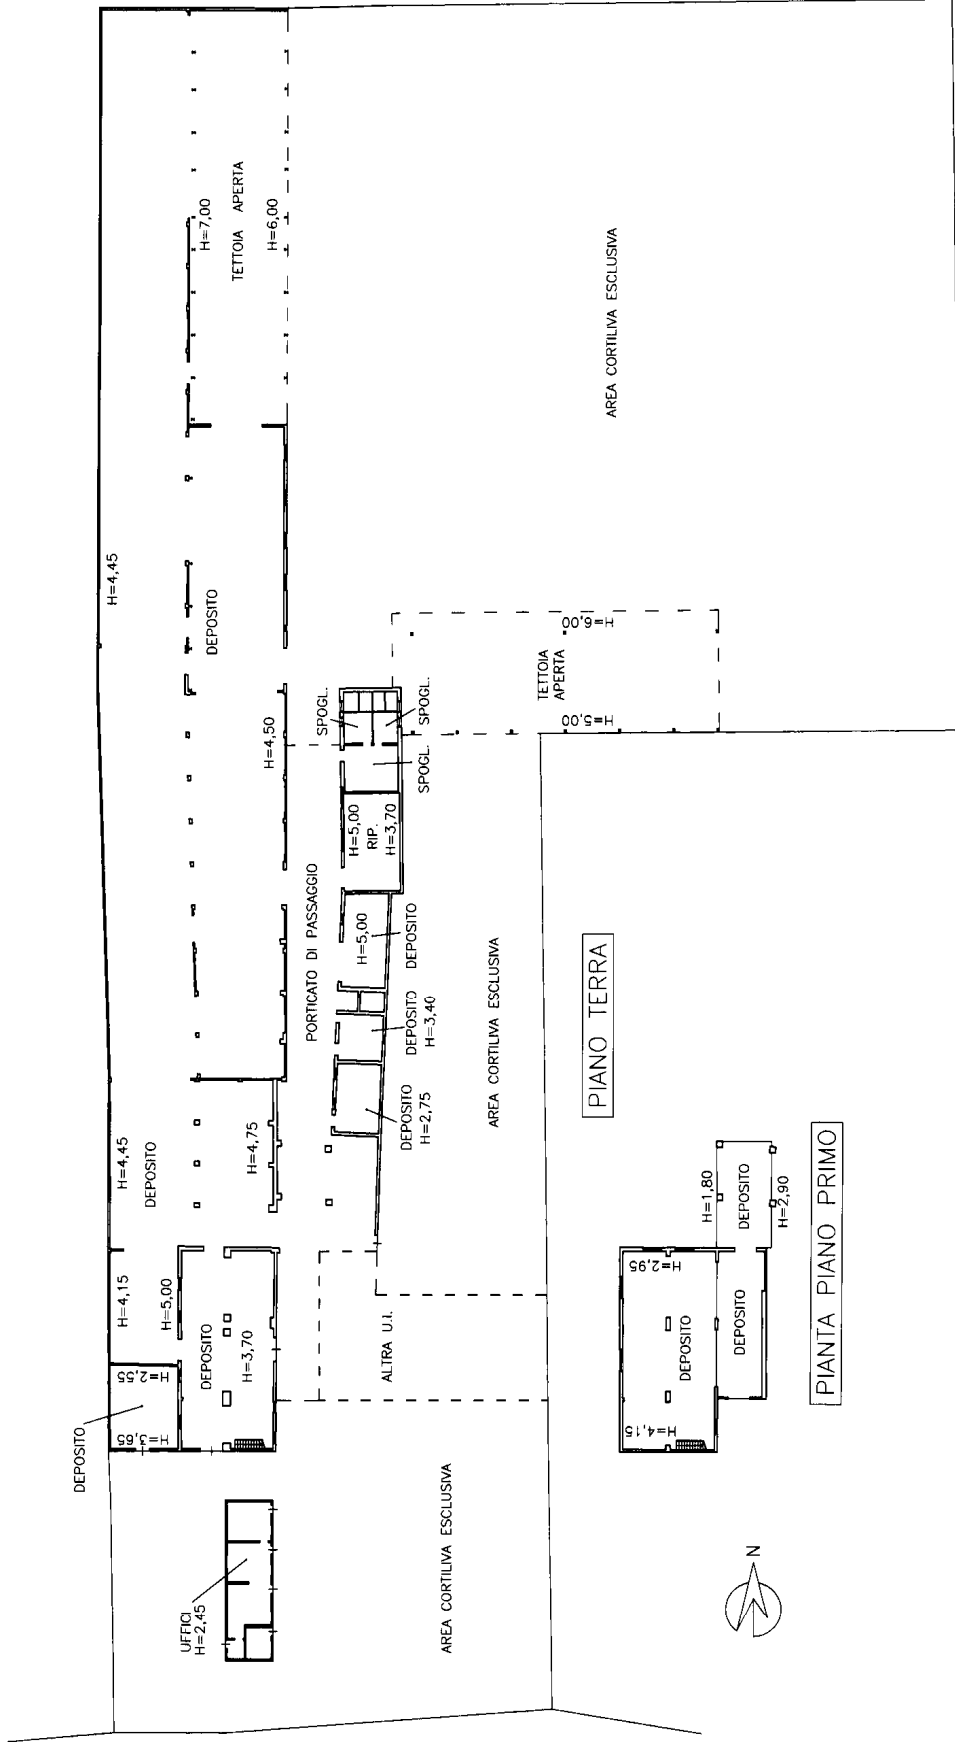 H=7,00
TETTOIA APERTA
H=6,00
AREA CORTILIVA ESCLUSIVA
H=4,45
DEPOSITO
H=4,50
H=6,00
TETTOIA
APERTA
H=5,00
SPOGL.
SPOGL.
SPOGL.
H=5,00
RIP.
H=3,70
PORTICATO DI PASSAGGIO
H=5,00
DEPOSITO
DEPOSITO
H=3,40
DEPOSITO
H=2,75
AREA CORTILIVA ESCLUSIVA
PIANO TERRA
H=4,45
DEPOSITO
H=4,75
H=4,15
H=5,00
DEPOSITO
H=3,70
H=2,55
H=3,65
DEPOSITO
ALTRA U.I.
UFFICI
H=2,45
AREA CORTILIVA ESCLUSIVA
H=1,80
DEPOSITO
H=2,90
H=2,95
DEPOSITO
DEPOSITO
H=4,15
PIANTA PIANO PRIMO
N